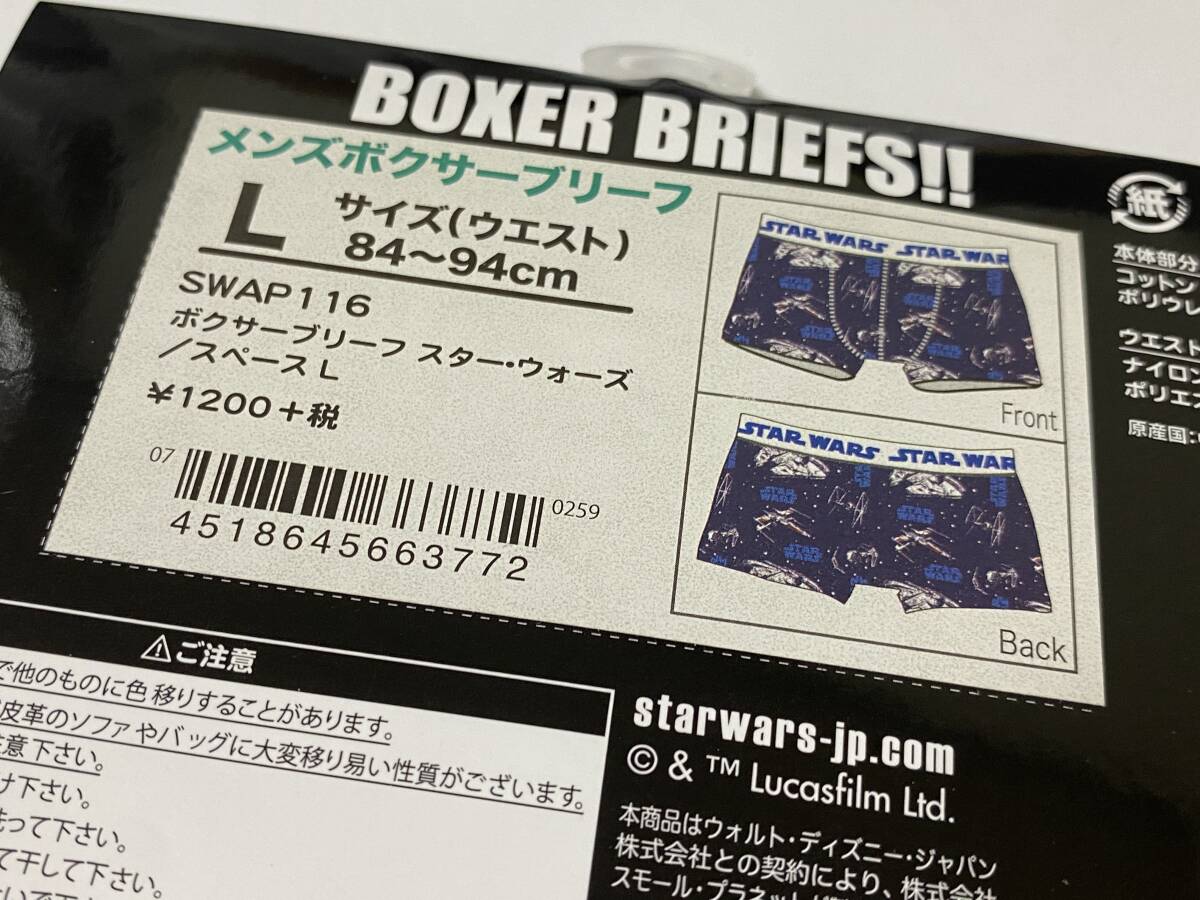 BOXER BRIEFS!!
メンズボクサーブリーフ
L サイズ(ウエスト)
84〜94cm
SWAP116
ボクサーブリーフ スター・ウォーズ
/スペース L
¥1200+税
07
0259
4518645663772
STAR WARS STAR WAR
Front
STAR WARS STAR WAR
Back
紙
本体部分
コットン
ポリウレ
ウエスト
ナイロン
ポリエス
原産国:
ご注意
で他のものに色移りすることがあります。
皮革のソファやバッグに大変移り易い性質がございます。
意下さい。
け下さい。
洗って下さい。
て干して下さい。
starwars-jp.com
© & ™ Lucasfilm Ltd.
本商品はウォルト・ディズニー・ジャパン
株式会社との契約により、株式会社
スモール・プラネットが